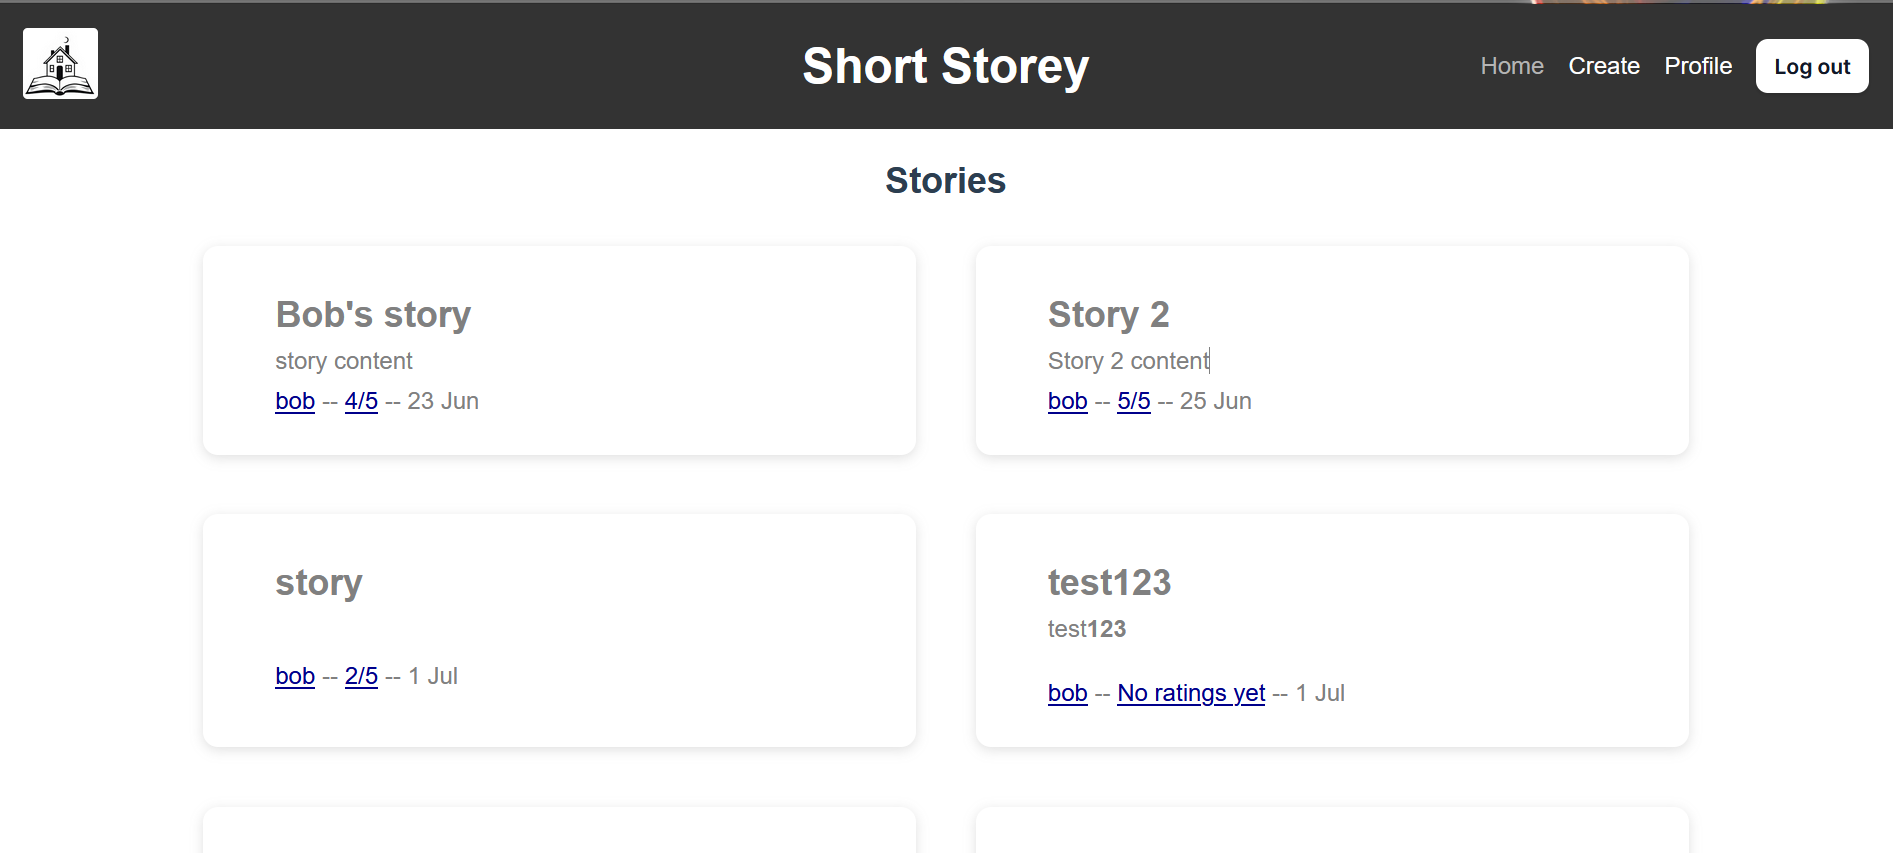 Short Storey
Home Create Profile Log out
Stories
Bob's story
story content
bob -- 4/5 -- 23 Jun
Story 2
Story 2 content
bob -- 5/5 -- 25 Jun
story
bob -- 2/5 -- 1 Jul
test123
test123
bob -- No ratings yet -- 1 Jul